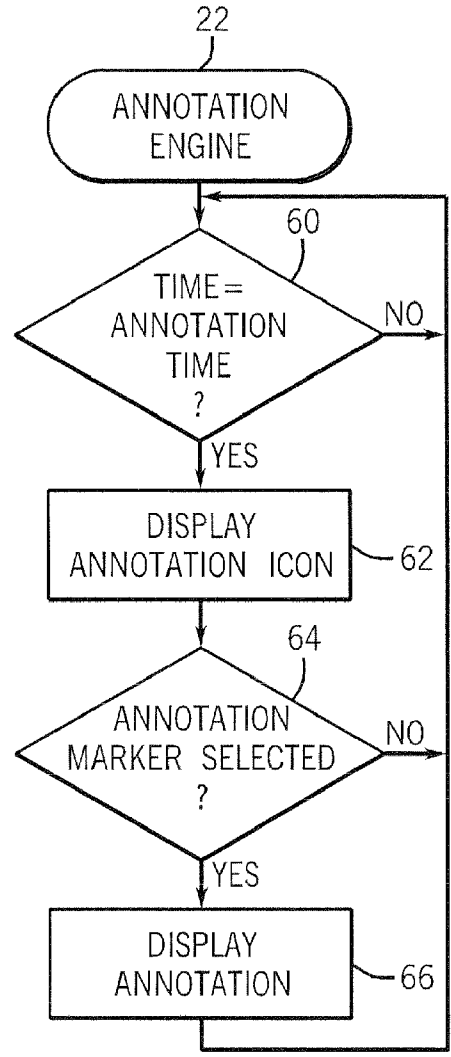 22
ANNOTATION
ENGINE
60
TIME=
ANNOTATION
TIME
?
NO
YES
DISPLAY
ANNOTATION ICON
62
64
ANNOTATION
MARKER SELECTED
?
NO
YES
DISPLAY
ANNOTATION
66